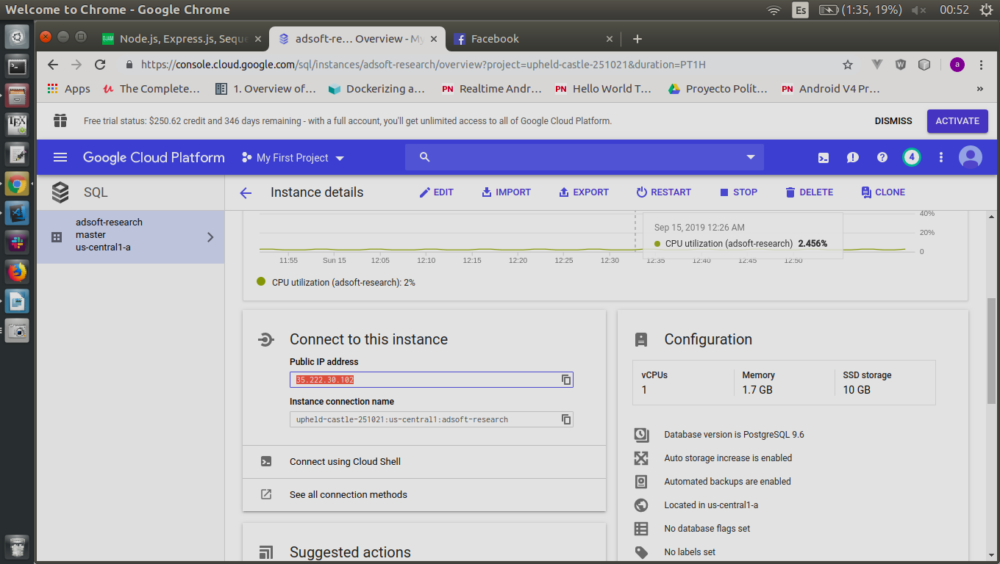 Welcome to Chrome - Google Chrome
Es
(1:35, 19%)
00:52
Node.js, Express.js, Seque
adsoft-re… Overview - My
Facebook
https://console.cloud.google.com/sql/instances/adsoft-research/overview?project=upheld-castle-251021&duration=PT1H
a
Apps
The Complete…
1. Overview of…
Dockerizing a…
PN Realtime Andr…
PN Hello World T…
Proyecto Polit…
PN Android V4 Pr…
»
Free trial status: $250.62 credit and 346 days remaining - with a full account, you'll get unlimited access to all of Google Cloud Platform.
DISMISS
ACTIVATE
Google Cloud Platform
My First Project
4
SQL
Instance details
EDIT
IMPORT
EXPORT
RESTART
STOP
DELETE
CLONE
adsoft-research
master
us-central1-a
40%
20%
0
Sep 15, 2019 12:26 AM
CPU utilization (adsoft-research) 2.456%
11:55
Sun 15
12:05
12:10
12:15
12:20
12:25
12:30
12:35
12:40
12:45
12:50
CPU utilization (adsoft-research): 2%
Connect to this instance
Public IP address
35.222.30.102
Instance connection name
upheld-castle-251021:us-central1:adsoft-research
Connect using Cloud Shell
See all connection methods
Suggested actions
Configuration
vCPUs
1
Memory
1.7 GB
SSD storage
10 GB
Database version is PostgreSQL 9.6
Auto storage increase is enabled
Automated backups are enabled
Located in us-central1-a
No database flags set
No labels set